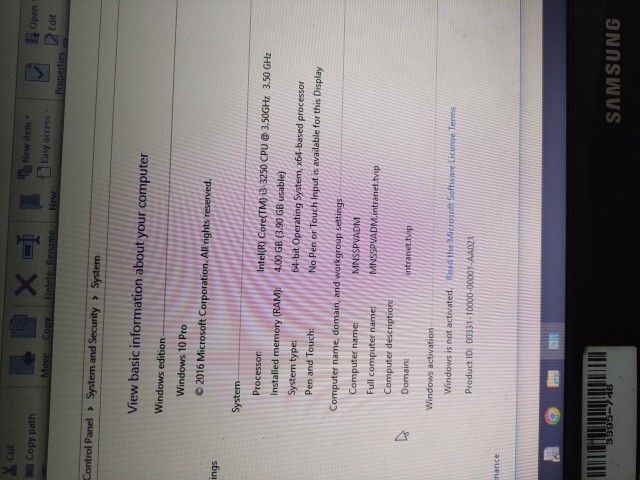 Cut
Copy path
Move
Copy
Delete
Rename
New
New item
Easy access
Properties
Open
Edit
Control Panel > System and Security > System
View basic information about your computer
Windows edition
Windows 10 Pro
© 2016 Microsoft Corporation. All rights reserved.
System
Processor: Intel(R) Core(TM) i3-3250 CPU @ 3.50GHz 3.50 GHz
Installed memory (RAM): 4.00 GB (3.90 GB usable)
System type: 64-bit Operating System, x64-based processor
Pen and Touch: No Pen or Touch Input is available for this Display
Computer name, domain, and workgroup settings
Computer name: MNSSPVADM
Full computer name: MNSSPVADM.intranet.tvip
Computer description:
Domain: intranet.tvip
Windows activation
Windows is not activated. Read the Microsoft Software License Terms
Product ID: 00331-10000-00001-AA021
ings
nance
SAMSUNG
3395-746